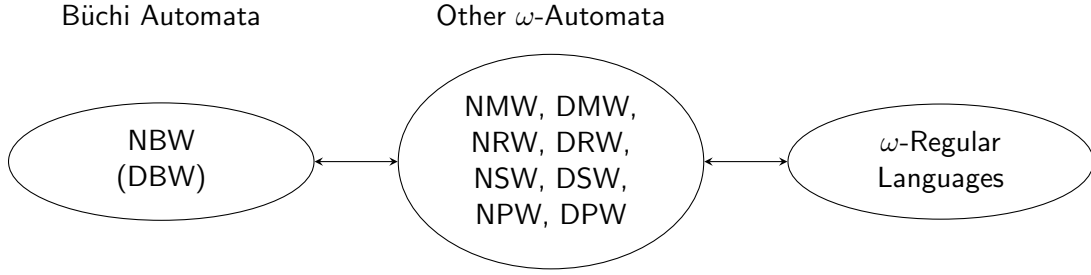 Büchi Automata
Other ω-Automata
NBW
(DBW)
NMW, DMW,
NRW, DRW,
NSW, DSW,
NPW, DPW
ω-Regular
Languages